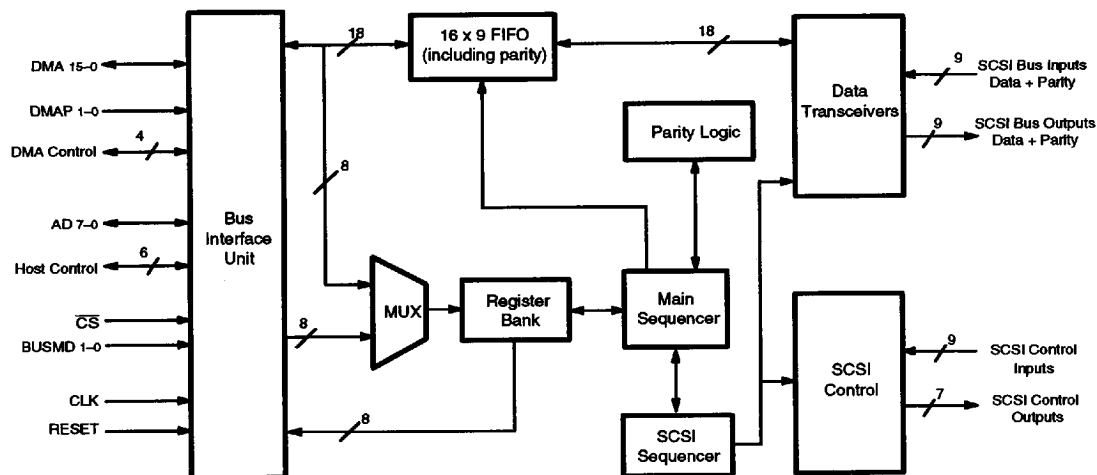 DMA 15–0
DMAP 1–0
4
DMA Control
AD 7–0
6
Host Control
CS
BUSMD 1–0
CLK
RESET
Bus
Interface
Unit
18
16 x 9 FIFO
(including parity)
18
8
8
8
MUX
Register
Bank
Parity Logic
Main
Sequencer
SCSI
Sequencer
Data
Transceivers
9
SCSI Bus Inputs
Data + Parity
9
SCSI Bus Outputs
Data + Parity
SCSI
Control
9
SCSI Control
Inputs
7
SCSI Control
Outputs